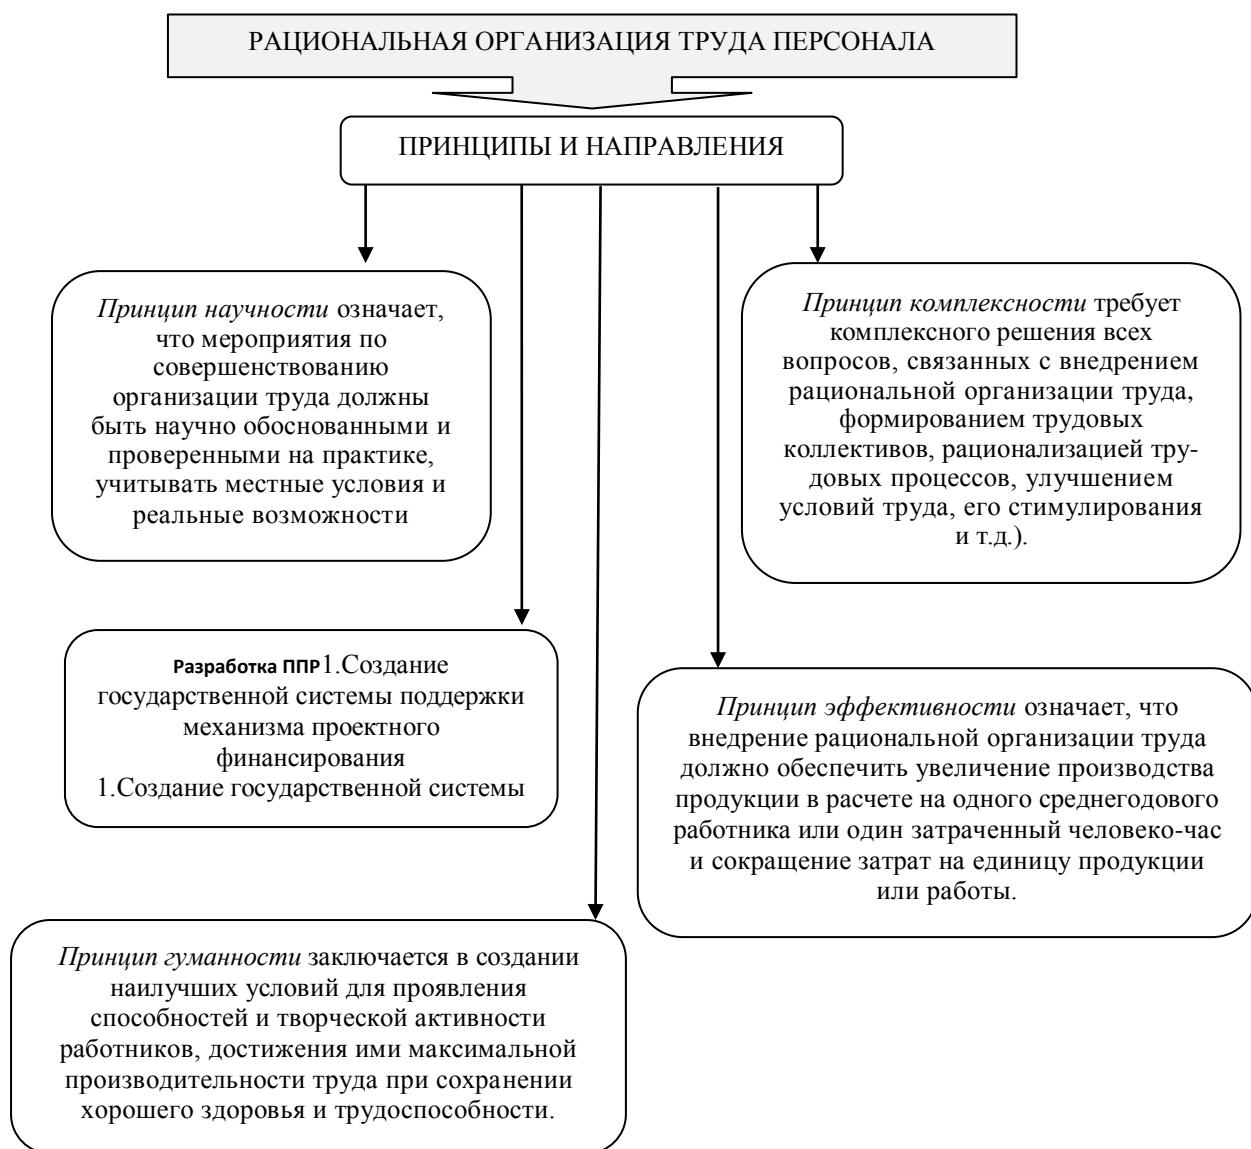 РАЦИОНАЛЬНАЯ ОРГАНИЗАЦИЯ ТРУДА ПЕРСОНАЛА
ПРИНЦИПЫ И НАПРАВЛЕНИЯ
Принцип научности означает,
что мероприятия по
совершенствованию
организации труда должны
быть научно обоснованными и
проверенными на практике,
учитывать местные условия и
реальные возможности
Принцип комплексности требует
комплексного решения всех
вопросов, связанных с внедрением
рациональной организации труда,
формированием трудовых
коллективов, рационализацией тру-
довых процессов, улучшением
условий труда, его стимулирования
и т.д.).
Разработка ППР1.Создание
государственной системы поддержки
механизма проектного
финансирования
1.Создание государственной системы
Принцип эффективности означает, что
внедрение рациональной организации труда
должно обеспечить увеличение производства
продукции в расчете на одного среднегодового
работника или один затраченный человеко-час
и сокращение затрат на единицу продукции
или работы.
Принцип гуманности заключается в создании
наилучших условий для проявления
способностей и творческой активности
работников, достижения ими максимальной
производительности труда при сохранении
хорошего здоровья и трудоспособности.